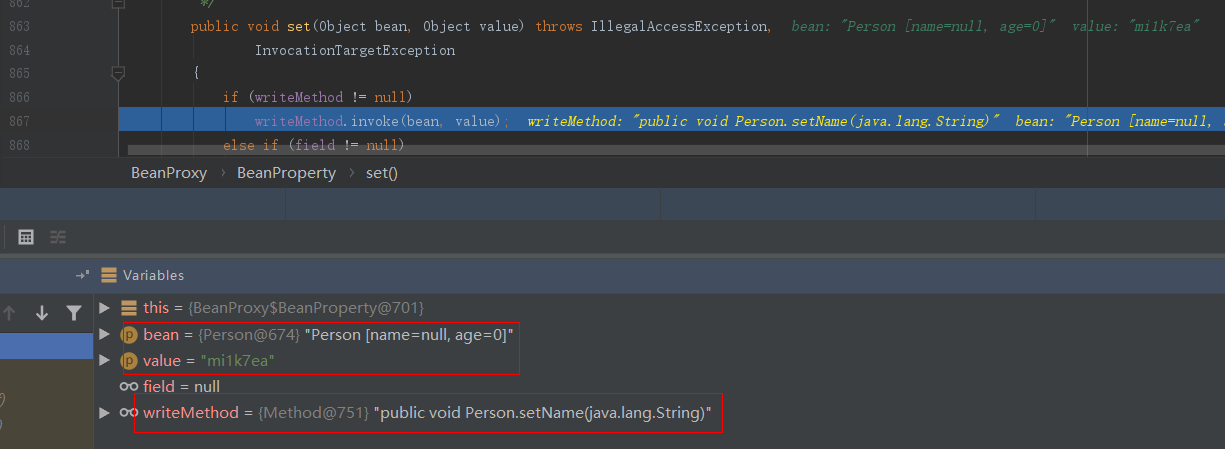 862 */
863 public void set(Object bean, Object value) throws IllegalAccessException, bean: "Person [name=null, age=0]" value: "mi1k7ea"
864 InvocationTargetException
865 {
866 if (writeMethod != null)
867 writeMethod.invoke(bean, value); writeMethod: "public void Person.setName(java.lang.String)" bean: "Person [name=null,
868 else if (field != null)
BeanProxy › BeanProperty › set()
Variables
this = {BeanProxy$BeanProperty@701}
bean = {Person@674} "Person [name=null, age=0]"
value = "mi1k7ea"
field = null
writeMethod = {Method@751} "public void Person.setName(java.lang.String)"